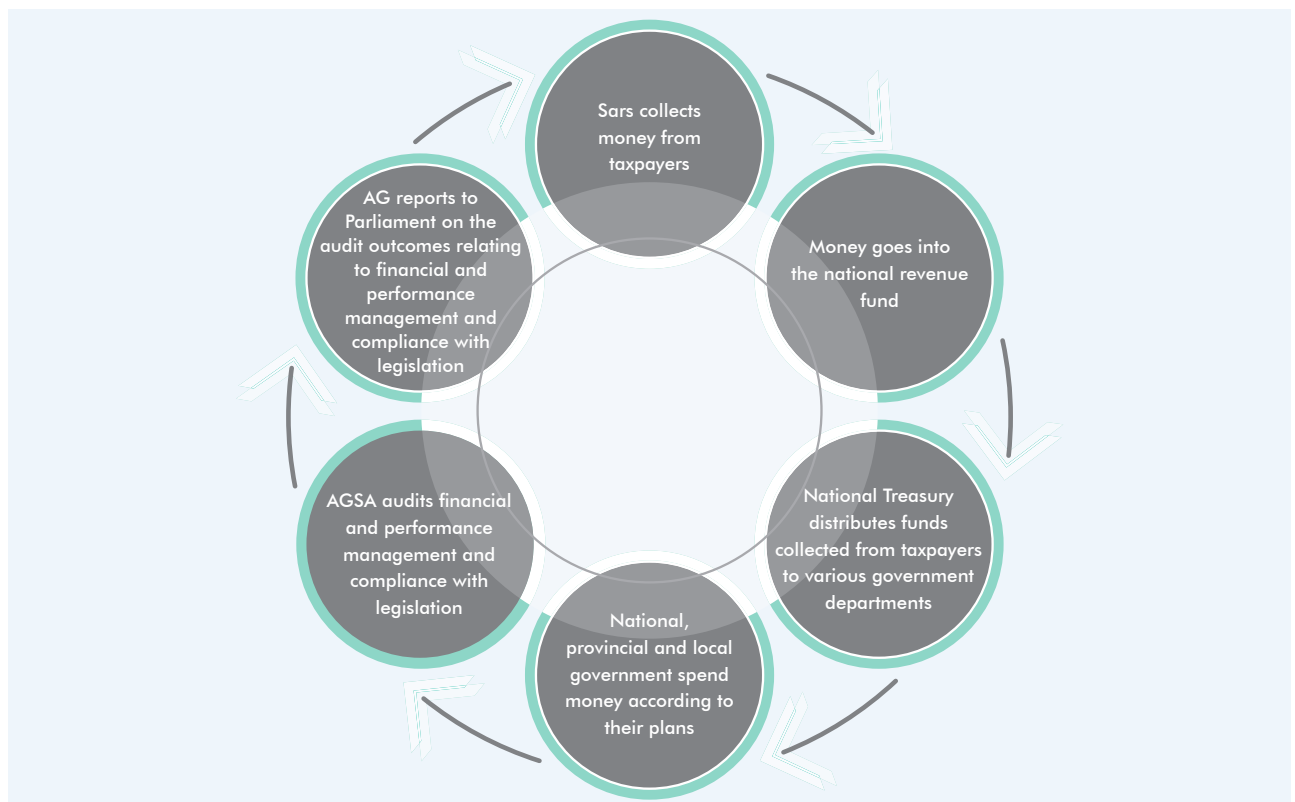 Sars collects
money from
taxpayers
Money goes into
the national revenue
fund
National Treasury
distributes funds
collected from taxpayers
to various government
departments
National,
provincial and local
government spend
money according to
their plans
AGSA audits financial
and performance
management and
compliance with
legislation
AG reports to
Parliament on the
audit outcomes relating
to financial and
performance
management and
compliance with
legislation